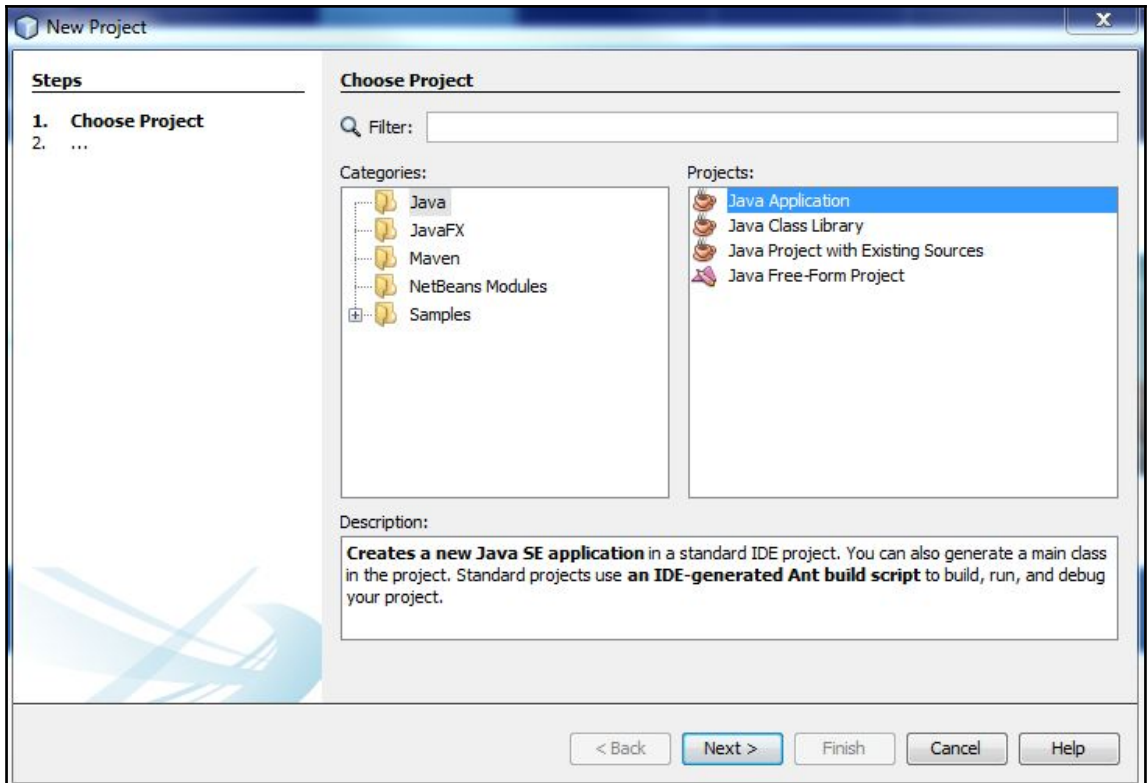 New Project
X
Steps
1. Choose Project
2. ...
Choose Project
Filter:
Categories:
Java
JavaFX
Maven
NetBeans Modules
Samples
Projects:
Java Application
Java Class Library
Java Project with Existing Sources
Java Free-Form Project
Description:
Creates a new Java SE application in a standard IDE project. You can also generate a main class
in the project. Standard projects use an IDE-generated Ant build script to build, run, and debug
your project.
< Back
Next >
Finish
Cancel
Help